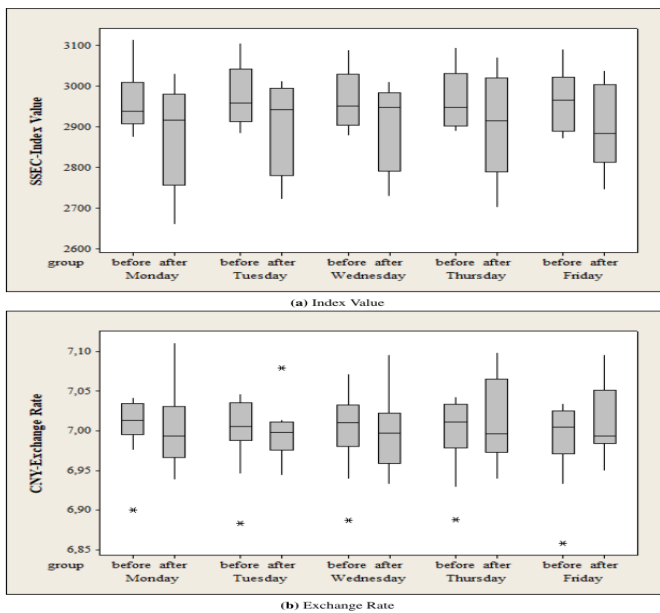 3100
3000
2900
2800
2700
2600
SSEC-Index Value
group before after before after before after before after before after
Monday Tuesday Wednesday Thursday Friday
(a) Index Value
7,10
7,05
7,00
6,95
6,90
6,85
CNY-Exchange Rate
group before after before after before after before after before after
Monday Tuesday Wednesday Thursday Friday
(b) Exchange Rate